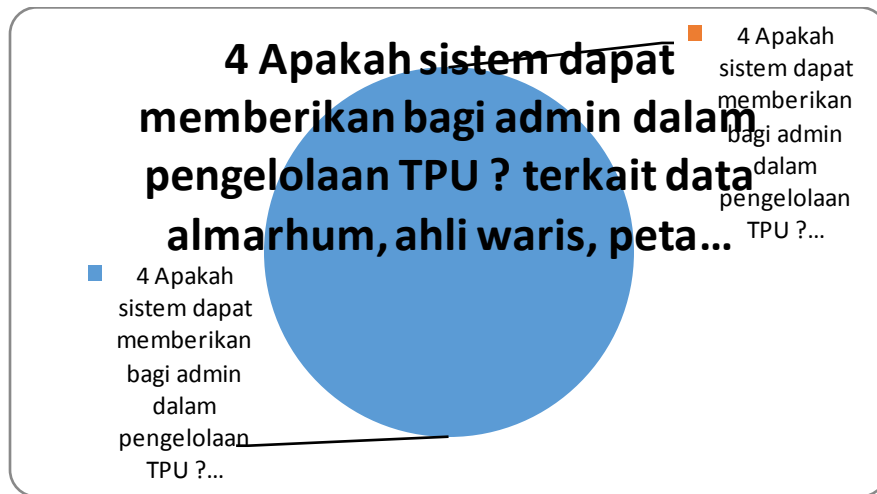 4 Apakah sistem dapat
memberikan bagi admin dalam
pengelolaan TPU ? terkait data
almarhum, ahli waris, peta…
4 Apakah
sistem dapat
memberikan
bagi admin
dalam
pengelolaan
TPU ?…
4 Apakah
sistem dapat
memberikan
bagi admin
dalam
pengelolaan
TPU ?…